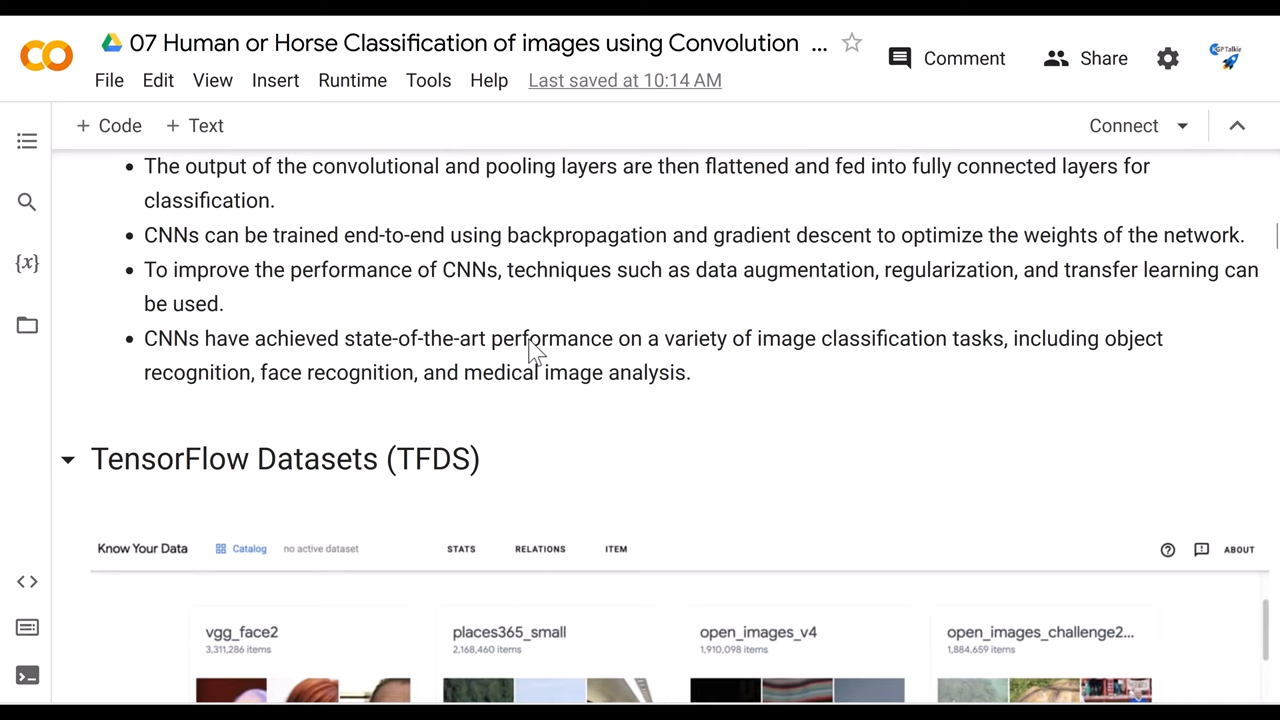 07 Human or Horse Classification of images using Convolution ...
Comment
Share
KGP Talkie
File Edit View Insert Runtime Tools Help Last saved at 10:14 AM
+ Code + Text
Connect
The output of the convolutional and pooling layers are then flattened and fed into fully connected layers for
classification.
CNNs can be trained end-to-end using backpropagation and gradient descent to optimize the weights of the network.
To improve the performance of CNNs, techniques such as data augmentation, regularization, and transfer learning can
be used.
CNNs have achieved state-of-the-art performance on a variety of image classification tasks, including object
recognition, face recognition, and medical image analysis.
{x}
TensorFlow Datasets (TFDS)
Know Your Data Catalog no active dataset STATS RELATIONS ITEM ABOUT
vgg_face2 places365_small open_images_v4 open_images_challenge2...
3,311,286 items 2,168,460 items 1,910,098 items 1,884,659 items